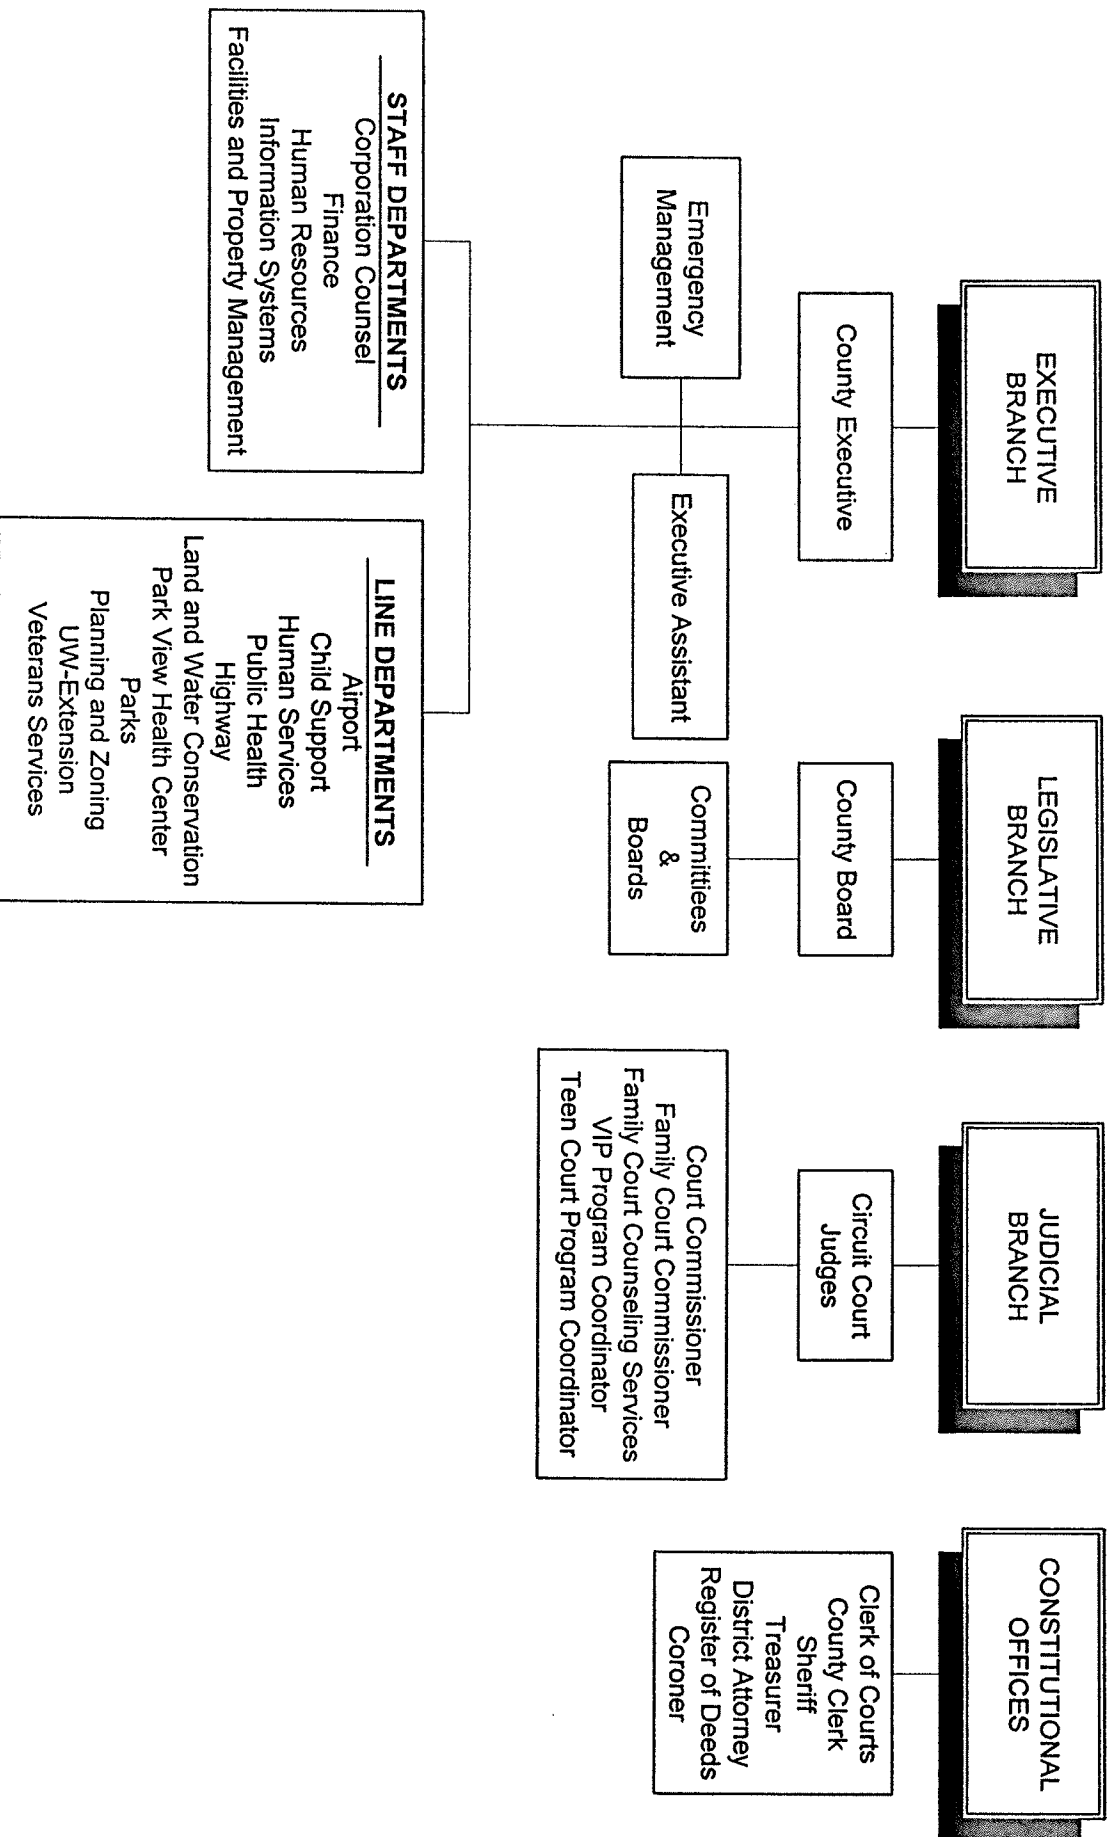 EXECUTIVE
BRANCH
County Executive
Emergency
Management
Executive Assistant
STAFF DEPARTMENTS
Corporation Counsel
Finance
Human Resources
Information Systems
Facilities and Property Management
LINE DEPARTMENTS
Airport
Child Support
Human Services
Public Health
Highway
Land and Water Conservation
Park View Health Center
Parks
Planning and Zoning
UW-Extension
Veterans Services
LEGISLATIVE
BRANCH
County Board
Committiees
&
Boards
JUDICIAL
BRANCH
Circuit Court
Judges
Court Commissioner
Family Court Commissioner
Family Court Counseling Services
VIP Program Coordinator
Teen Court Program Coordinator
CONSTITUTIONAL
OFFICES
Clerk of Courts
County Clerk
Sheriff
Treasurer
District Attorney
Register of Deeds
Coroner